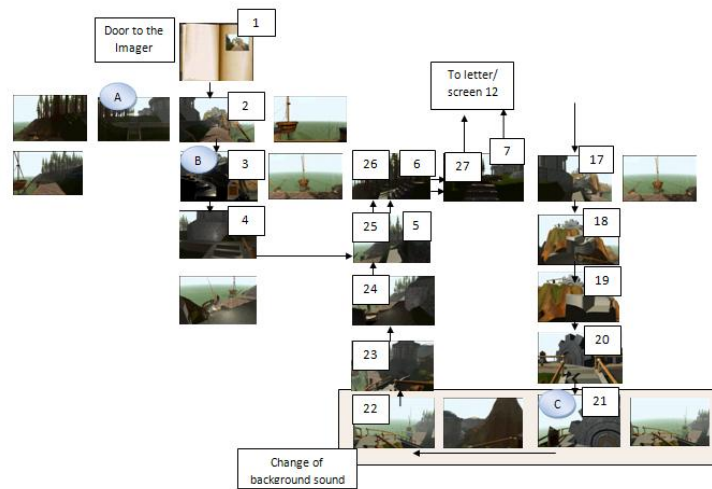 Door to the
Imager
1
To letter/
screen 12
A
2
B
3
26
6
27
7
17
4
25
5
18
24
19
23
20
22
C
21
Change of
background sound